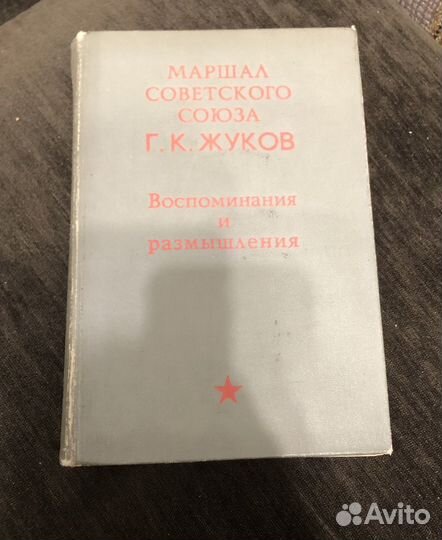 МАРШАЛ
СОВЕТСКОГО
СОЮЗА
Г. К. ЖУКОВ
Воспоминания
и
размышления
Avito